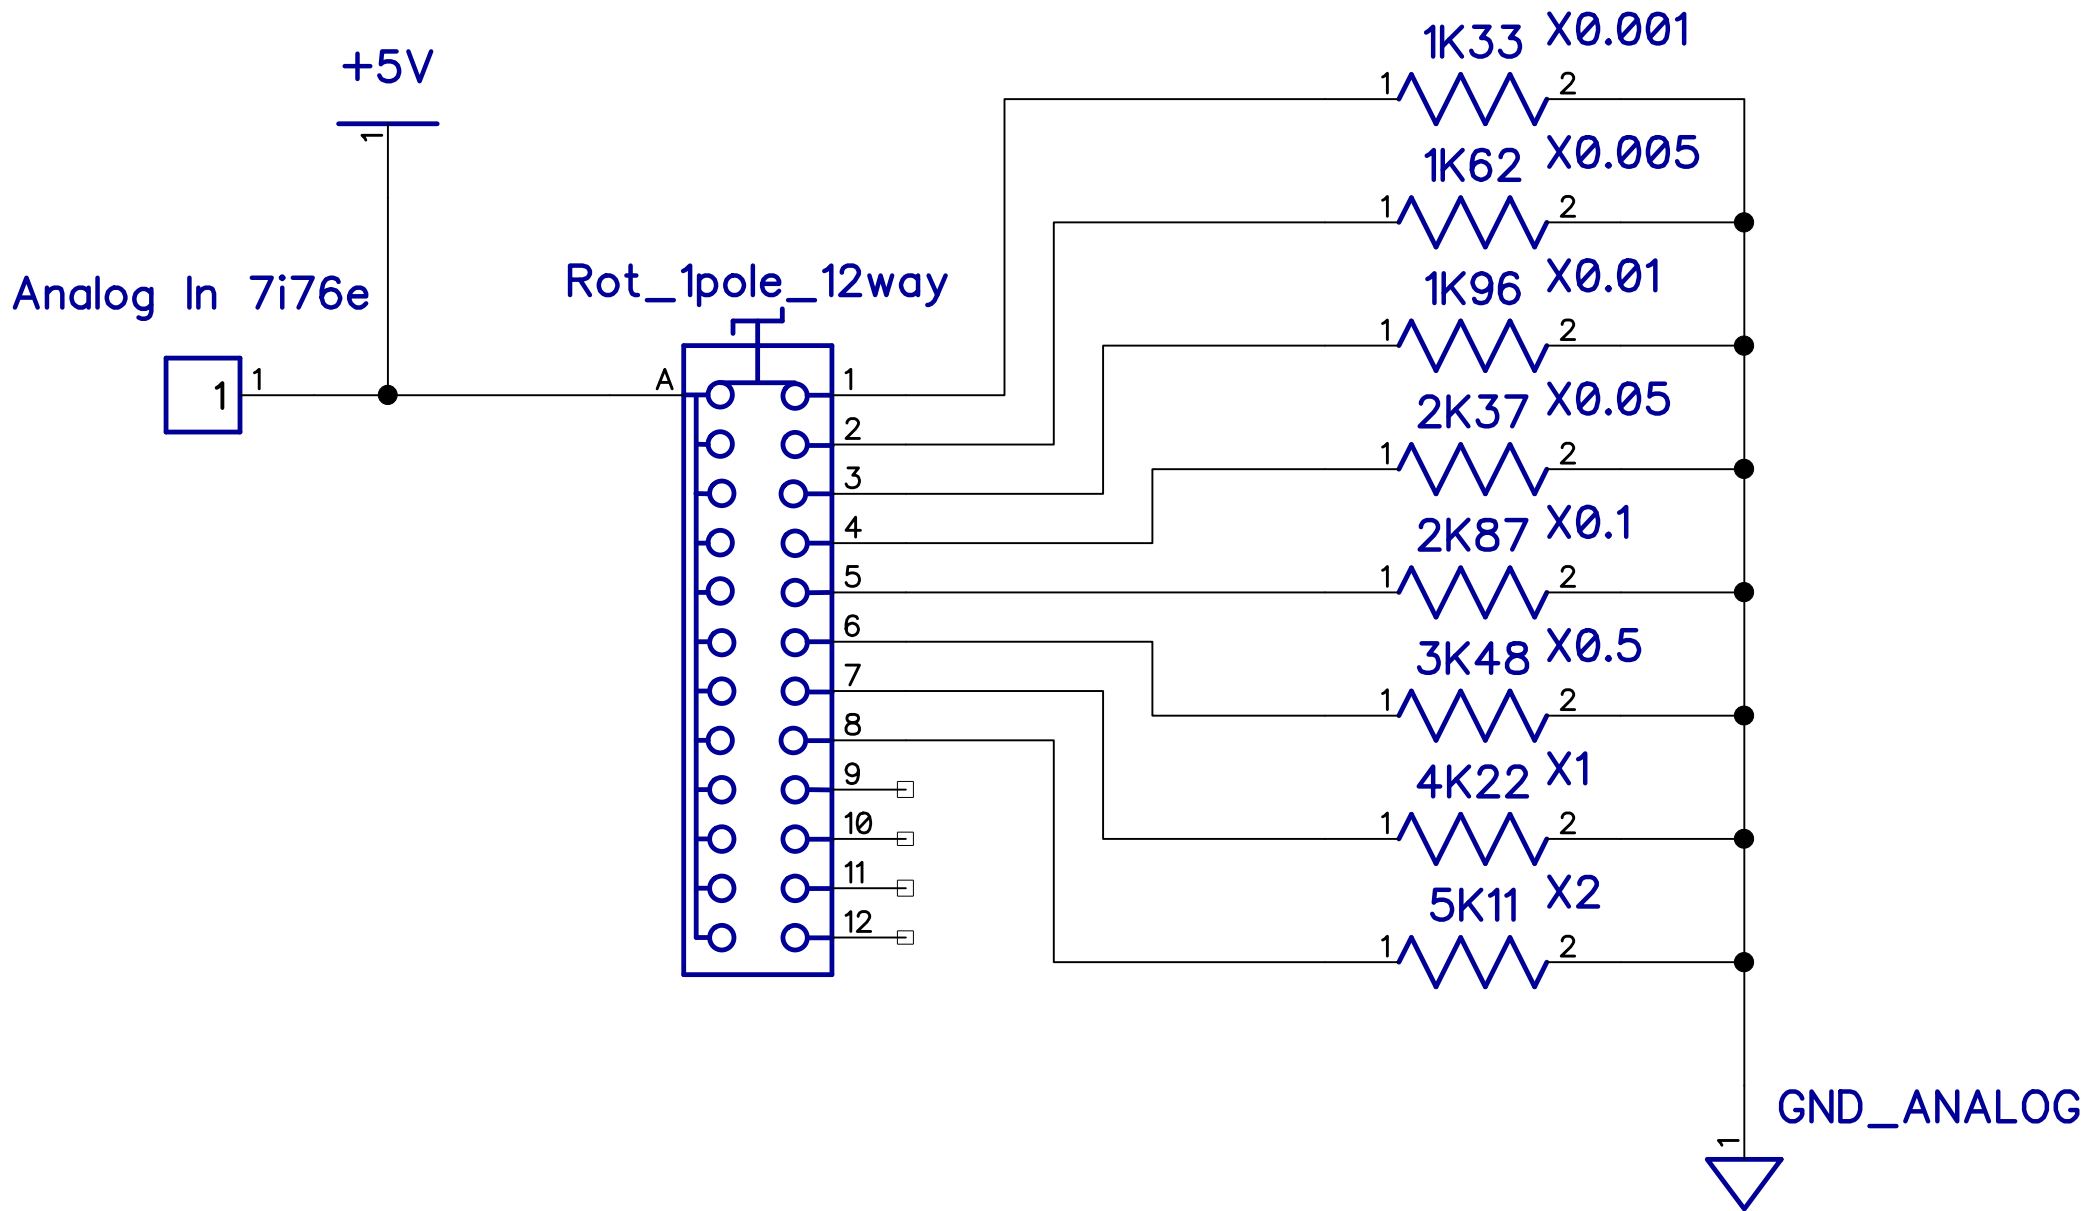 +5V
1
Analog In 7i76e
1
1
Rot_1pole_12way
A
1
2
3
4
5
6
7
8
9
10
11
12
1K33 X0.001
1 2
1K62 X0.005
1 2
1K96 X0.01
1 2
2K37 X0.05
1 2
2K87 X0.1
1 2
3K48 X0.5
1 2
4K22 X1
1 2
5K11 X2
1 2
GND_ANALOG
1